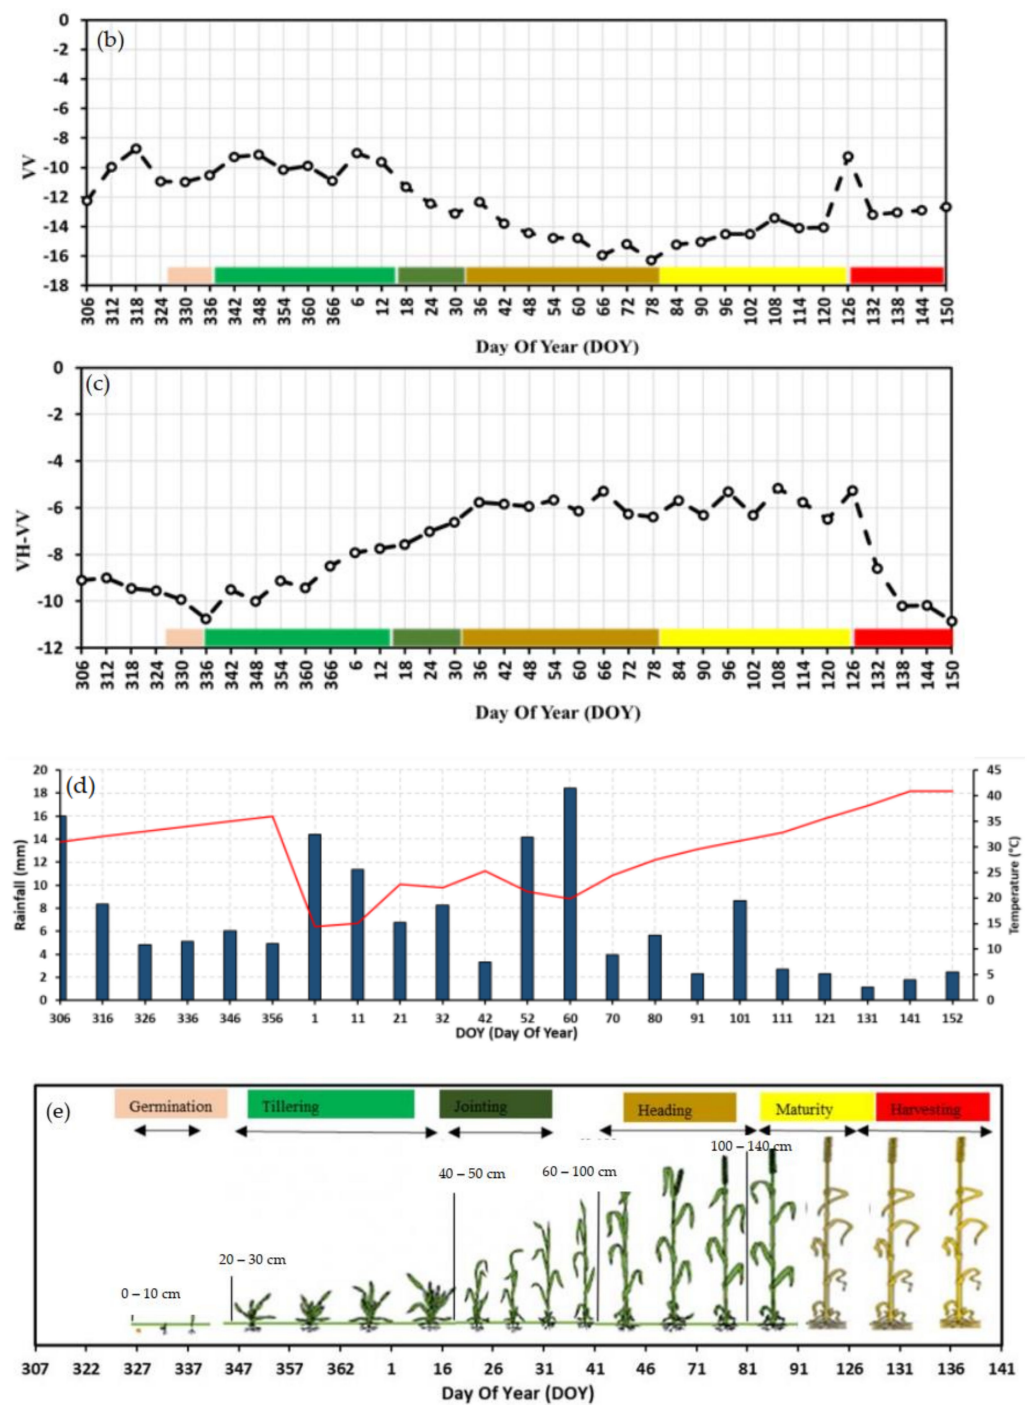 (b)
0
-2
-4
-6
-8
-10
-12
-14
-16
-18
VV
306 312 318 324 330 336 342 348 354 360 366 6 12 18 24 30 36 42 48 54 60 66 72 78 84 90 96 102 108 114 120 126 132 138 144 150
Day Of Year (DOY)
(c)
0
-2
-4
-6
-8
-10
-12
VH-VV
306 312 318 324 330 336 342 348 354 360 366 6 12 18 24 30 36 42 48 54 60 66 72 78 84 90 96 102 108 114 120 126 132 138 144 150
Day Of Year (DOY)
(d)
20
18
16
14
12
10
8
6
4
2
0
Rainfall (mm)
45
40
35
30
25
20
15
10
5
0
Temperature (°C)
306 316 326 336 346 356 1 11 21 32 42 52 60 70 80 91 101 111 121 131 141 152
DOY (Day Of Year)
(e)
Germination Tillering Jointing Heading Maturity Harvesting
100 – 140 cm
60 – 100 cm
40 – 50 cm
20 – 30 cm
0 – 10 cm
307 322 327 337 347 357 362 1 16 26 31 41 46 71 81 91 126 131 136 141
Day Of Year (DOY)